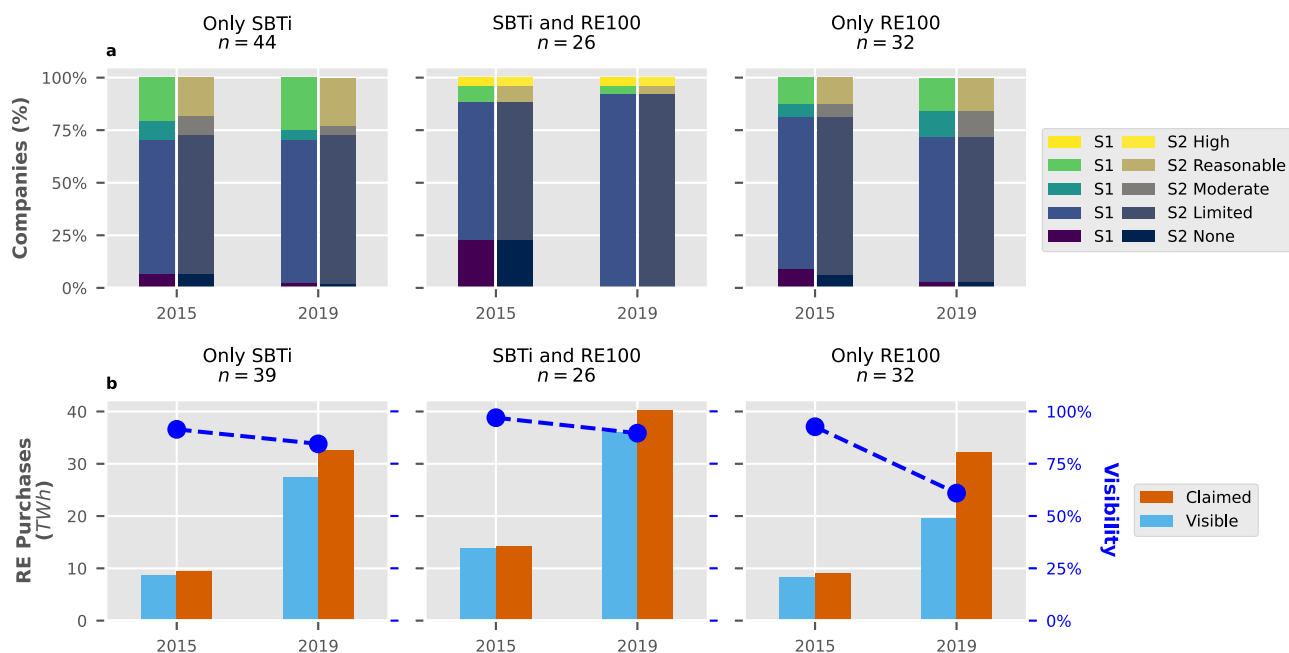 Only SBTi
n = 44
SBTi and RE100
n = 26
Only RE100
n = 32
a
Companies (%)
100%
75%
50%
25%
0%
2015
2019
2015
2019
2015
2019
S1 S2 High
S1 S2 Reasonable
S1 S2 Moderate
S1 S2 Limited
S1 S2 None
Only SBTi
n = 39
SBTi and RE100
n = 26
Only RE100
n = 32
b
RE Purchases
(TWh)
40
30
20
10
0
2015
2019
2015
2019
2015
2019
100%
75%
50%
25%
0%
Visibility
Claimed
Visible